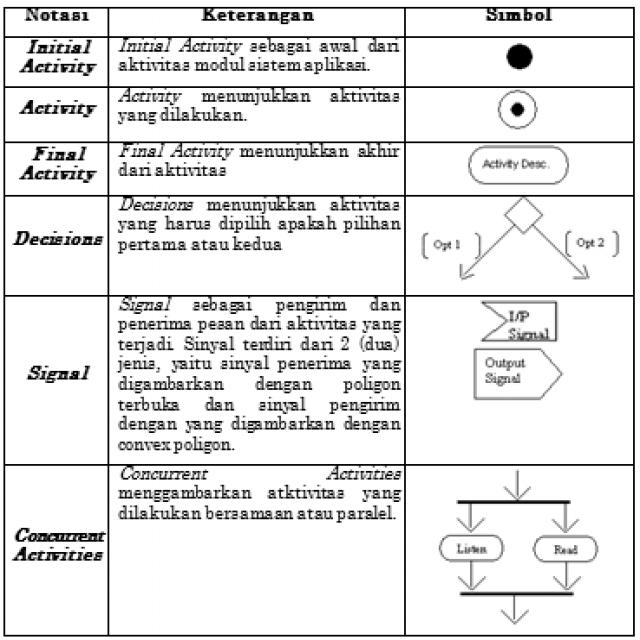 Notasi Keterangan Simbol
Initial Activity
Initial Activity sebagai awal dari
aktivitas modul sistem aplikasi.
Activity
Activity menunjukkan aktivitas
yang dilakukan.
Final Activity
Final Activity menunjukkan akhir
dari aktivitas
Activity Desc.
Decisions
Decisions menunjukkan aktivitas
yang harus dipilih apakah pilihan
pertama atau kedua
Opt 1
Opt 2
Signal
Signal sebagai pengirim dan
penerima pesan dari aktivitas yang
terjadi. Sinyal terdiri dari 2 (dua)
jenis, yaitu sinyal penerima yang
digambarkan dengan poligon
terbuka dan sinyal pengirim
dengan yang digambarkan dengan
convex poligon.
I/P
Signal
Output
Signal
Concurrent
Activities
Concurrent Activities
menggambarkan atktivitas yang
dilakukan bersamaan atau paralel.
Listen
Read